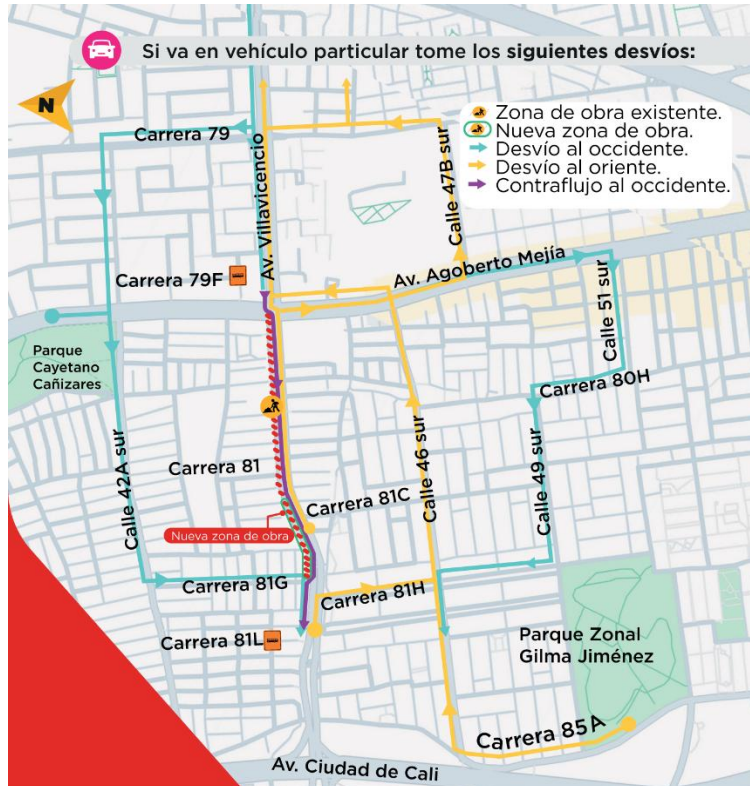 Si va en vehículo particular tome los siguientes desvíos:
N
Zona de obra existente.
Nueva zona de obra.
Desvío al occidente.
Desvío al oriente.
Contraflujo al occidente.
Carrera 79
Av. Villavicencio
Calle 47B sur
Av. Agoberto Mejía
Carrera 79F
Calle 51 sur
Parque
Cayetano
Cañizares
Carrera 80H
Calle 42A sur
Carrera 81
Calle 46 sur
Calle 49 sur
Carrera 81C
Nueva zona de obra
Carrera 81G
Carrera 81H
Carrera 81L
Parque Zonal
Gilma Jiménez
Carrera 85A
Av. Ciudad de Cali